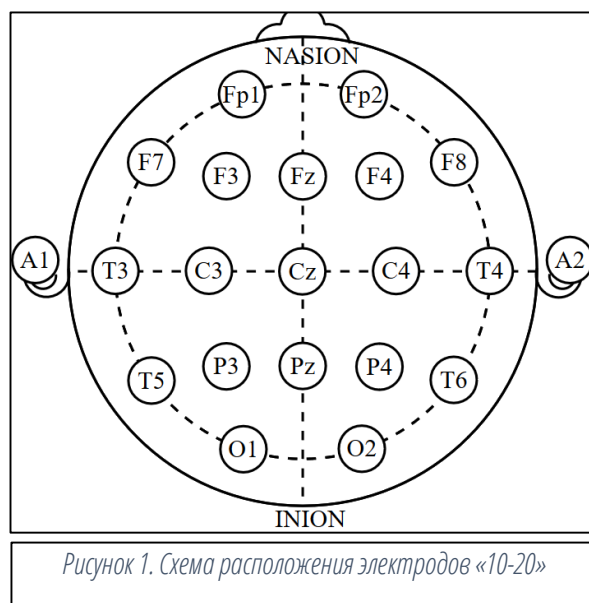 NASION
Fp1 Fp2
F7 F3 Fz F4 F8
A1 T3 C3 Cz C4 T4 A2
T5 P3 Pz P4 T6
O1 O2
INION
Рисунок 1. Схема расположения электродов «10-20»